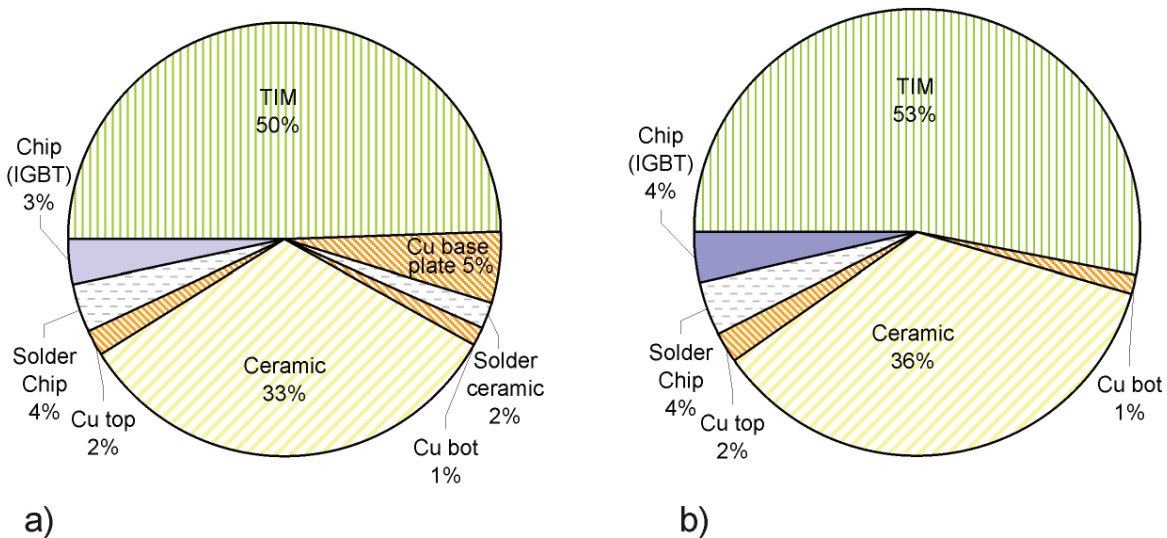 TIM
50%
Chip
(IGBT)
3%
Cu base
plate 5%
Solder
Chip
4%
Cu top
2%
Ceramic
33%
Cu bot
1%
Solder
ceramic
2%
a)
TIM
53%
Chip
(IGBT)
4%
Solder
Chip
4%
Cu top
2%
Ceramic
36%
Cu bot
1%
b)